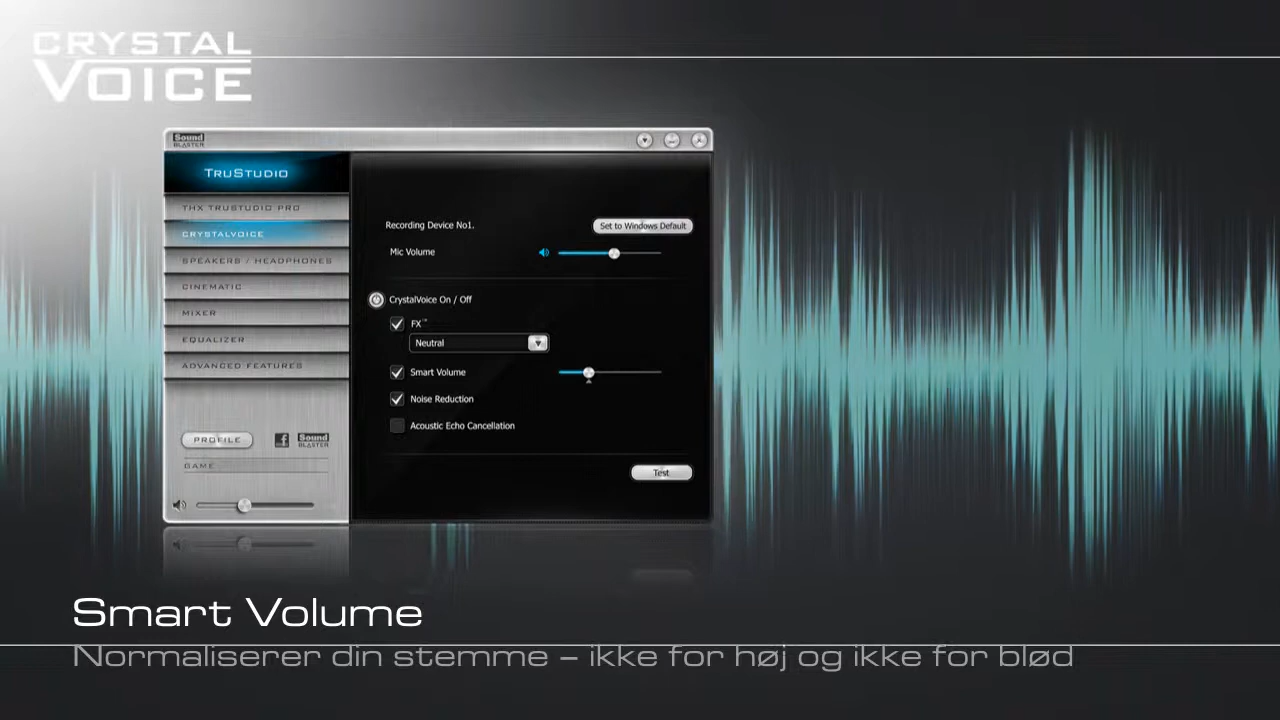 CRYSTAL
VOICE
Sound
BLASTER
TRUSTUDIO
THX TRUSTUDIO PRO
CRYSTALVOICE
SPEAKERS / HEADPHONES
CINEMATIC
MIXER
EQUALIZER
ADVANCED FEATURES
PROFILE
f
Sound
BLASTER
GAME
Recording Device No1.
Set to Windows Default
Mic Volume
CrystalVoice On / Off
FX™
Neutral
Smart Volume
Noise Reduction
Acoustic Echo Cancellation
Test
Smart Volume
Normaliserer din stemme – ikke for høj og ikke for blød